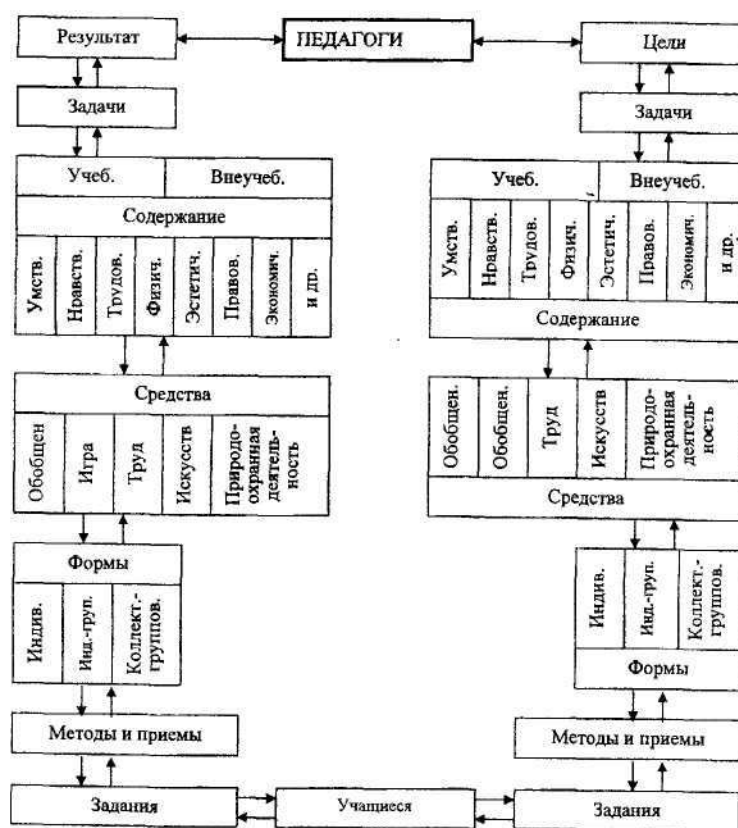 Результат
ПЕДАГОГИ
Цели
Задачи
Задачи
Учеб.
Внеучеб.
Содержание
Умств.
Нравств.
Трудов.
Физич.
Эстетич.
Правов.
Экономич.
и др.
Учеб.
Внеучеб.
Умств.
Нравств.
Трудов.
Физич.
Эстетич.
Правов.
Экономич.
и др.
Содержание
Средства
Обобщен
Игра
Труд
Искусств
Природо-
охранная
деятель-
ность
Обобщен.
Обобщен.
Труд
Искусств
Природо-
охранная
деятель-
ность
Средства
Формы
Индив.
Инд.-груп.
Коллект.-
группов.
Индив.
Инд.-груп.
Коллект.-
группов.
Формы
Методы и приемы
Методы и приемы
Задания
Учащиеся
Задания